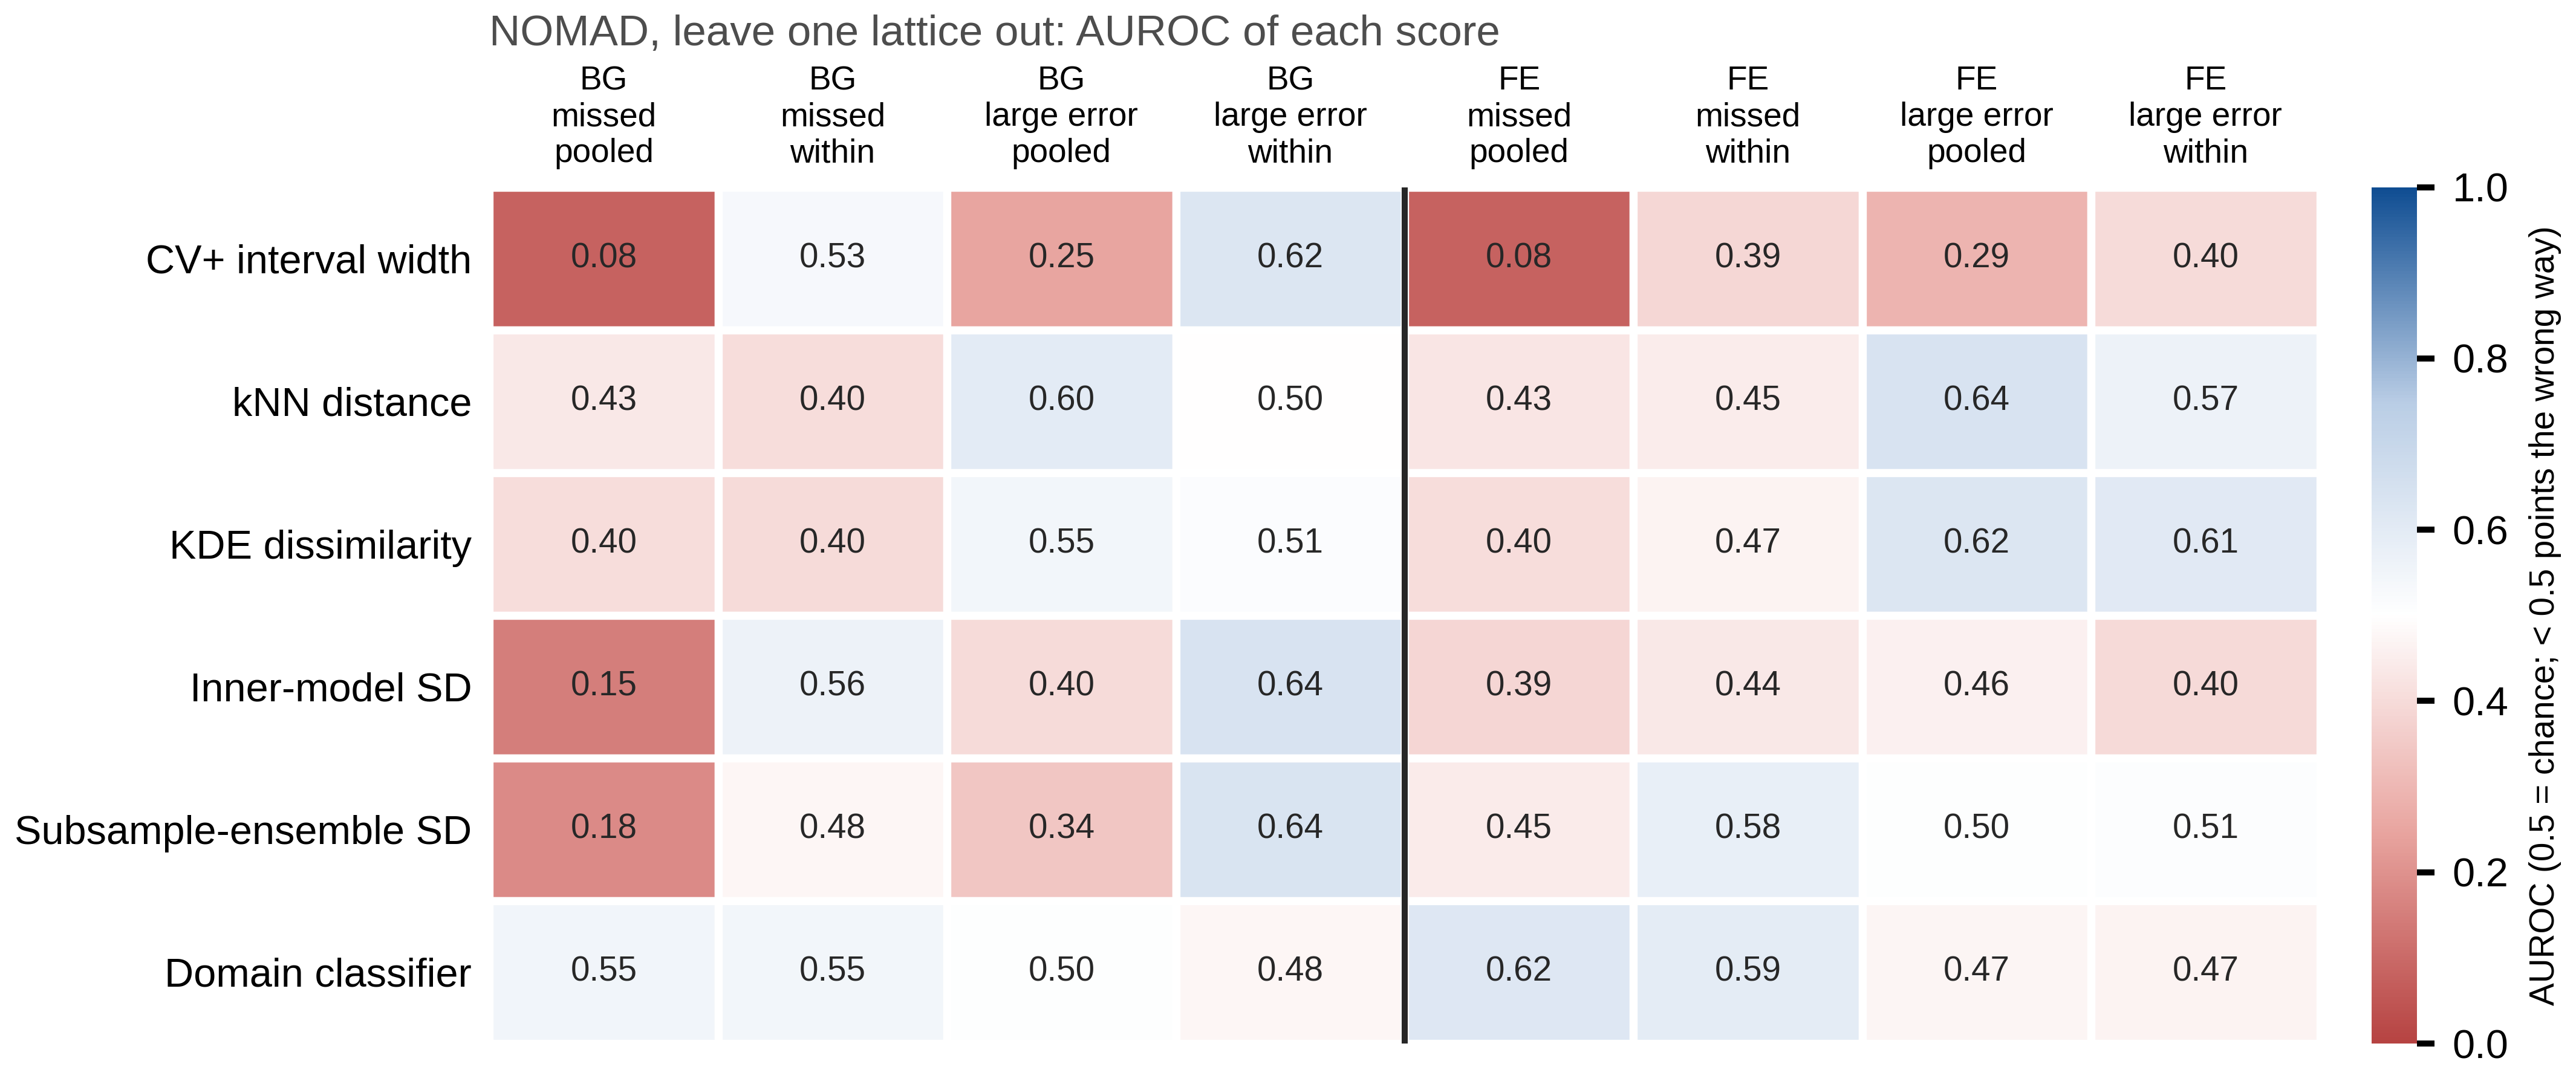 NOMAD, leave one lattice out: AUROC of each score
BG missed pooled
BG missed within
BG large error pooled
BG large error within
FE missed pooled
FE missed within
FE large error pooled
FE large error within
CV+ interval width 0.08 0.53 0.25 0.62 0.08 0.39 0.29 0.40
kNN distance 0.43 0.40 0.60 0.50 0.43 0.45 0.64 0.57
KDE dissimilarity 0.40 0.40 0.55 0.51 0.40 0.47 0.62 0.61
Inner-model SD 0.15 0.56 0.40 0.64 0.39 0.44 0.46 0.40
Subsample-ensemble SD 0.18 0.48 0.34 0.64 0.45 0.58 0.50 0.51
Domain classifier 0.55 0.55 0.50 0.48 0.62 0.59 0.47 0.47
1.0
0.8
0.6
0.4
0.2
0.0
AUROC (0.5 = chance; < 0.5 points the wrong way)